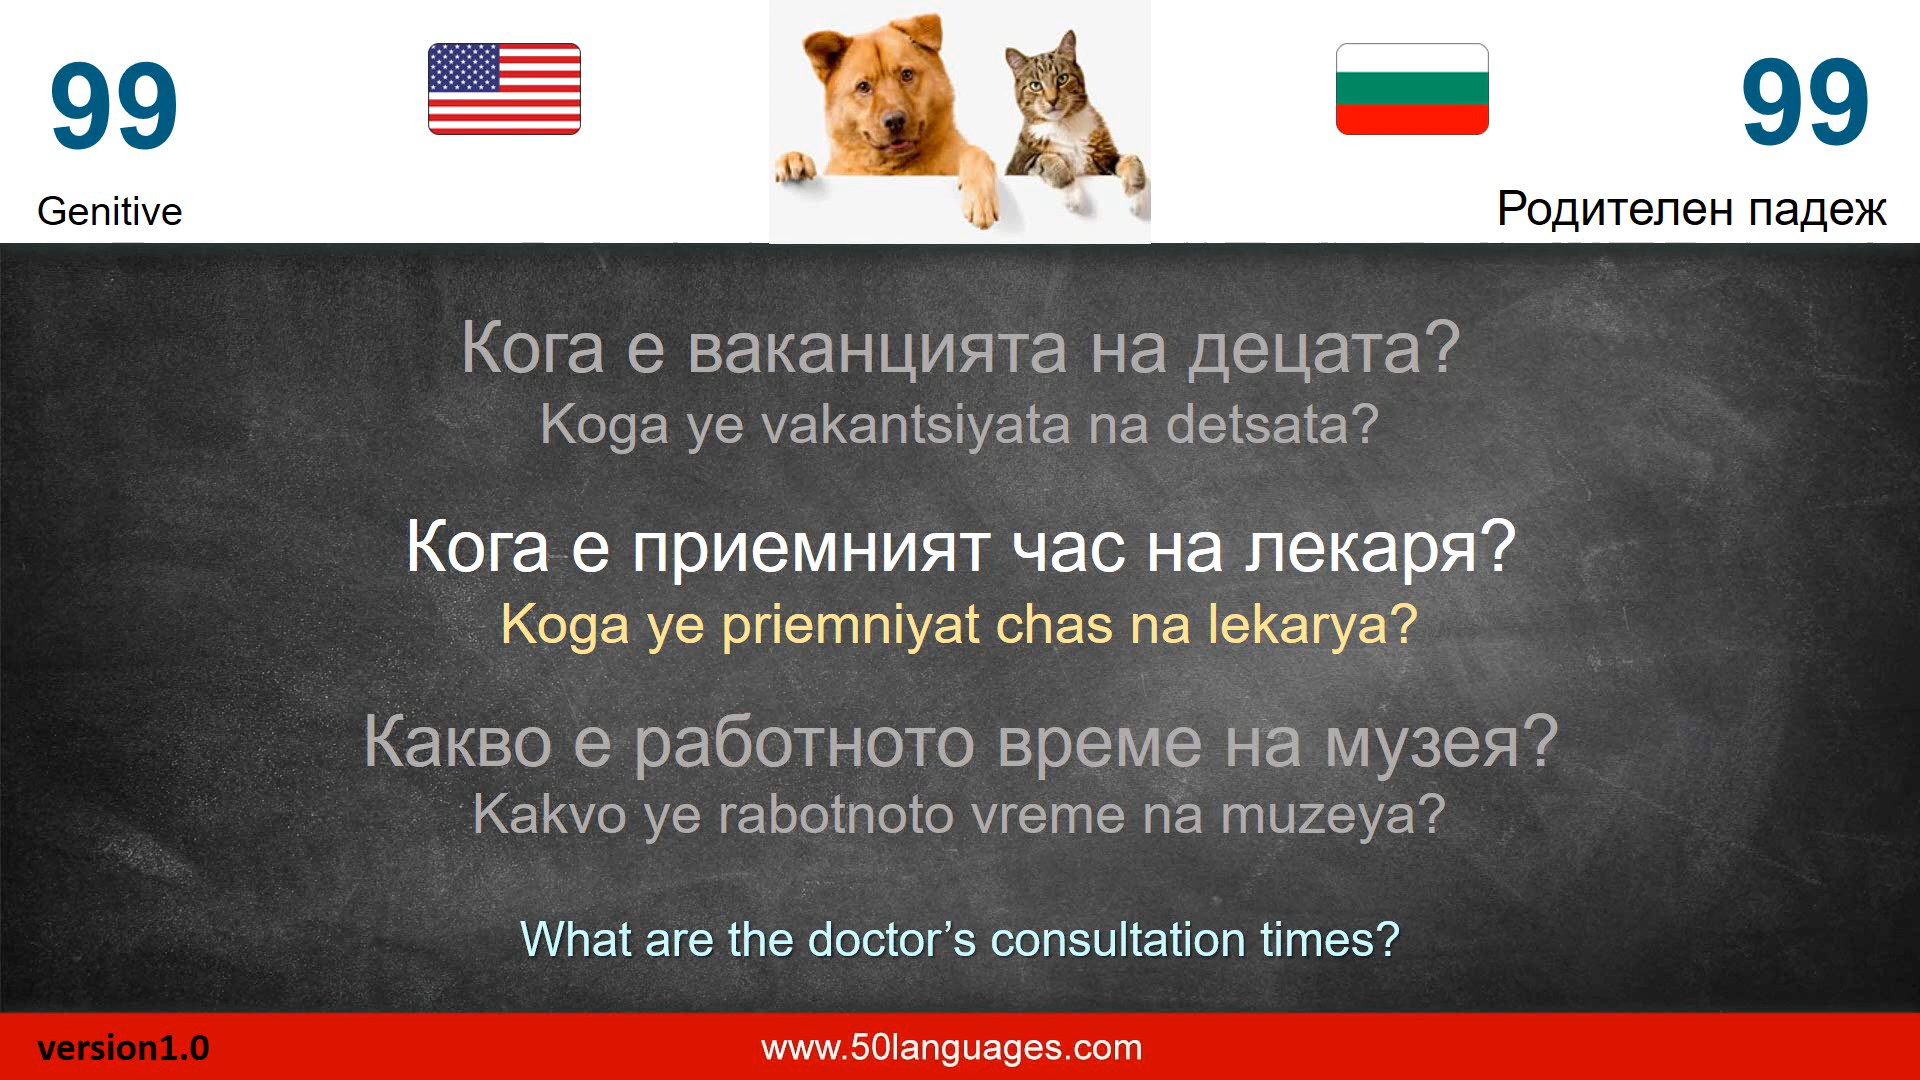 99
99
Genitive
Родителен падеж
Кога е ваканцията на децата?
Koga ye vakantsiyata na detsata?
Кога е приемният час на лекаря?
Koga ye priemniyat chas na lekarya?
Какво е работното време на музея?
Kakvo ye rabotnoto vreme na muzeya?
What are the doctor’s consultation times?
version1.0
www.50languages.com